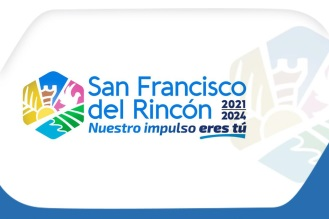 San Francisco
del Rincón 2021
2024
Nuestro impulso eres tú